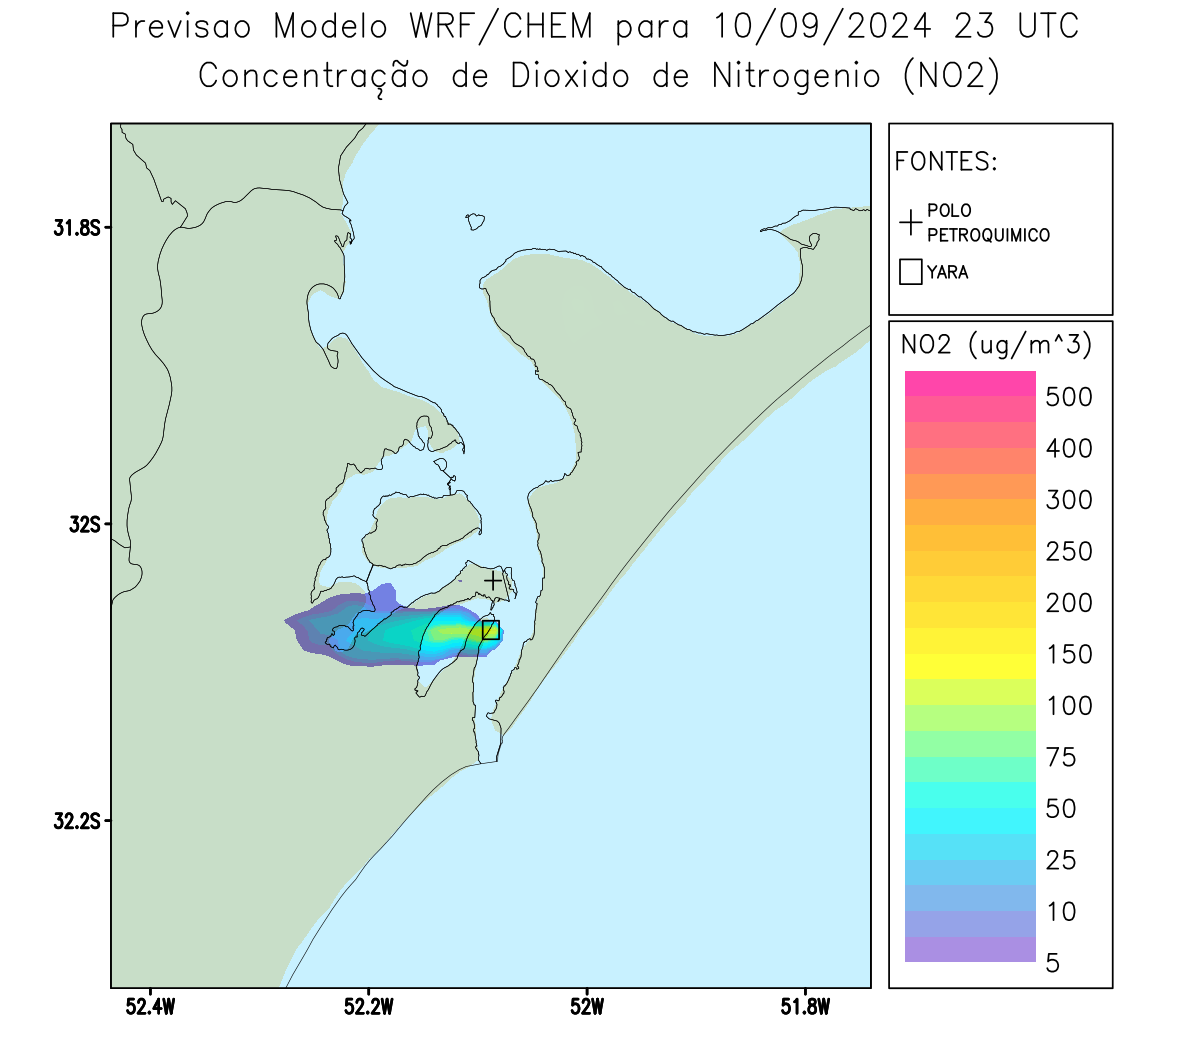 Previsao Modelo WRF/CHEM para 10/09/2024 23 UTC
Concentração de Dioxido de Nitrogenio (NO2)
FONTES:
POLO
PETROQUIMICO
YARA
NO2 (ug/m^3)
500
400
300
250
200
150
100
75
50
25
10
5
31.8S
32S
32.2S
52.4W
52.2W
52W
51.8W